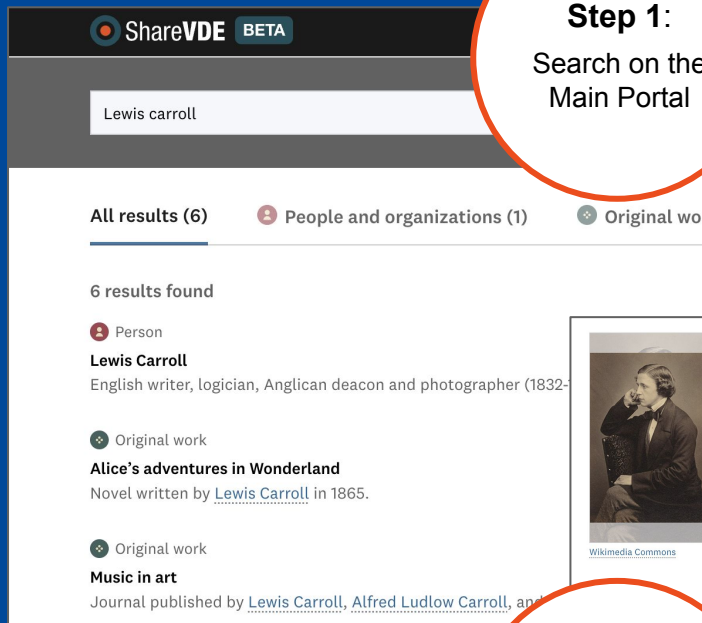 ShareVDE BETA
Step 1:
Search on the
Main Portal
Lewis carroll
All results (6)
People and organizations (1)
Original wo
6 results found
Person
Lewis Carroll
English writer, logician, Anglican deacon and photographer (1832-
Original work
Alice’s adventures in Wonderland
Novel written by Lewis Carroll in 1865.
Wikimedia Commons
Original work
Music in art
Journal published by Lewis Carroll, Alfred Ludlow Carroll, and